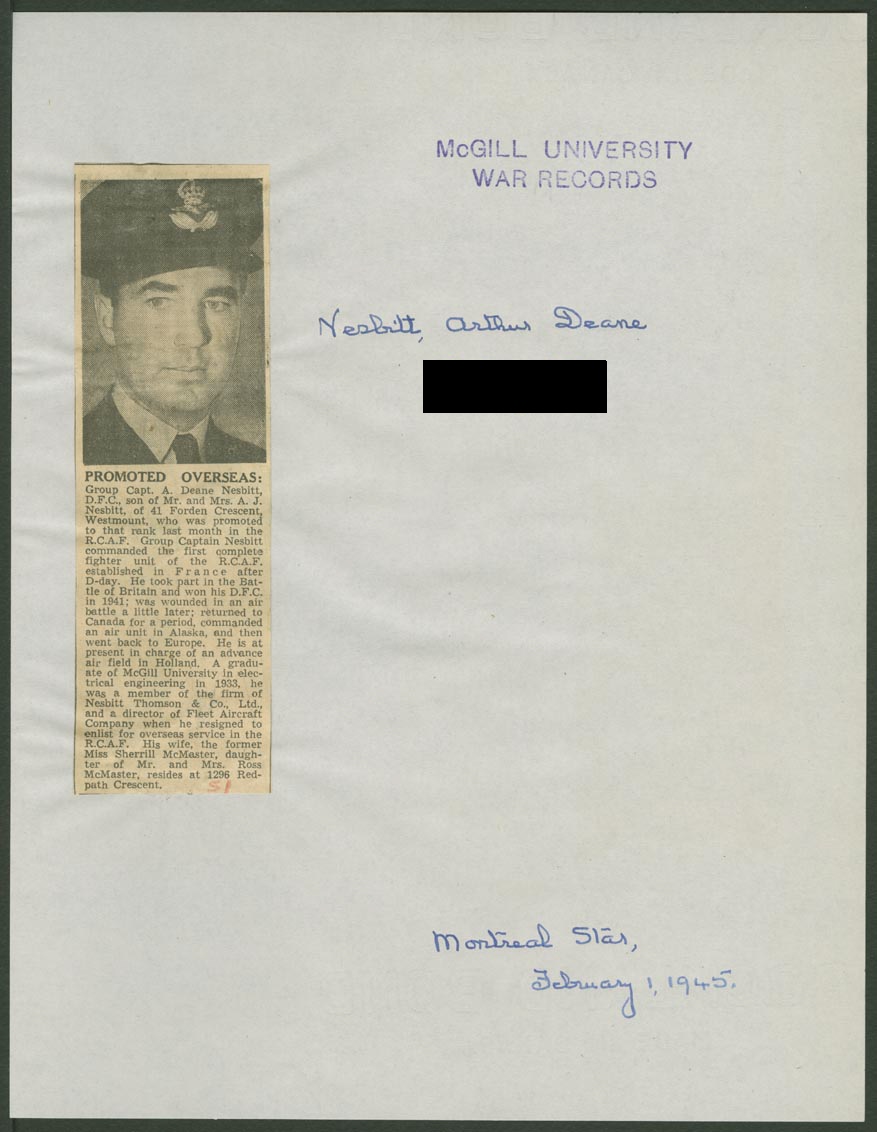 McGILL UNIVERSITY
WAR RECORDS
Nesbitt, Arthur Deane
PROMOTED OVERSEAS:
Group Capt. A. Deane Nesbitt,
D.F.C., son of Mr. and Mrs. A. J.
Nesbitt, of 41 Forden Crescent,
Westmount, who was promoted
to that rank last month in the
R.C.A.F. Group Captain Nesbitt
commanded the first complete
fighter unit of the R.C.A.F.
established in France after
D-day. He took part in the Bat-
tle of Britain and won his D.F.C.
in 1941; was wounded in an air
battle a little later; returned to
Canada for a period, commanded
an air unit in Alaska, and then
went back to Europe. He is at
present in charge of an advance
air field in Holland. A gradu-
ate of McGill University in elec-
trical engineering in 1933, he
was a member of the firm of
Nesbitt Thomson & Co., Ltd.,
and a director of Fleet Aircraft
Company when he resigned to
enlist for overseas service in the
R.C.A.F. His wife, the former
Miss Sherrill McMaster, daugh-
ter of Mr. and Mrs. Ross
McMaster, resides at 1296 Red-
path Crescent.
51
Montreal Star,
February 1, 1945.